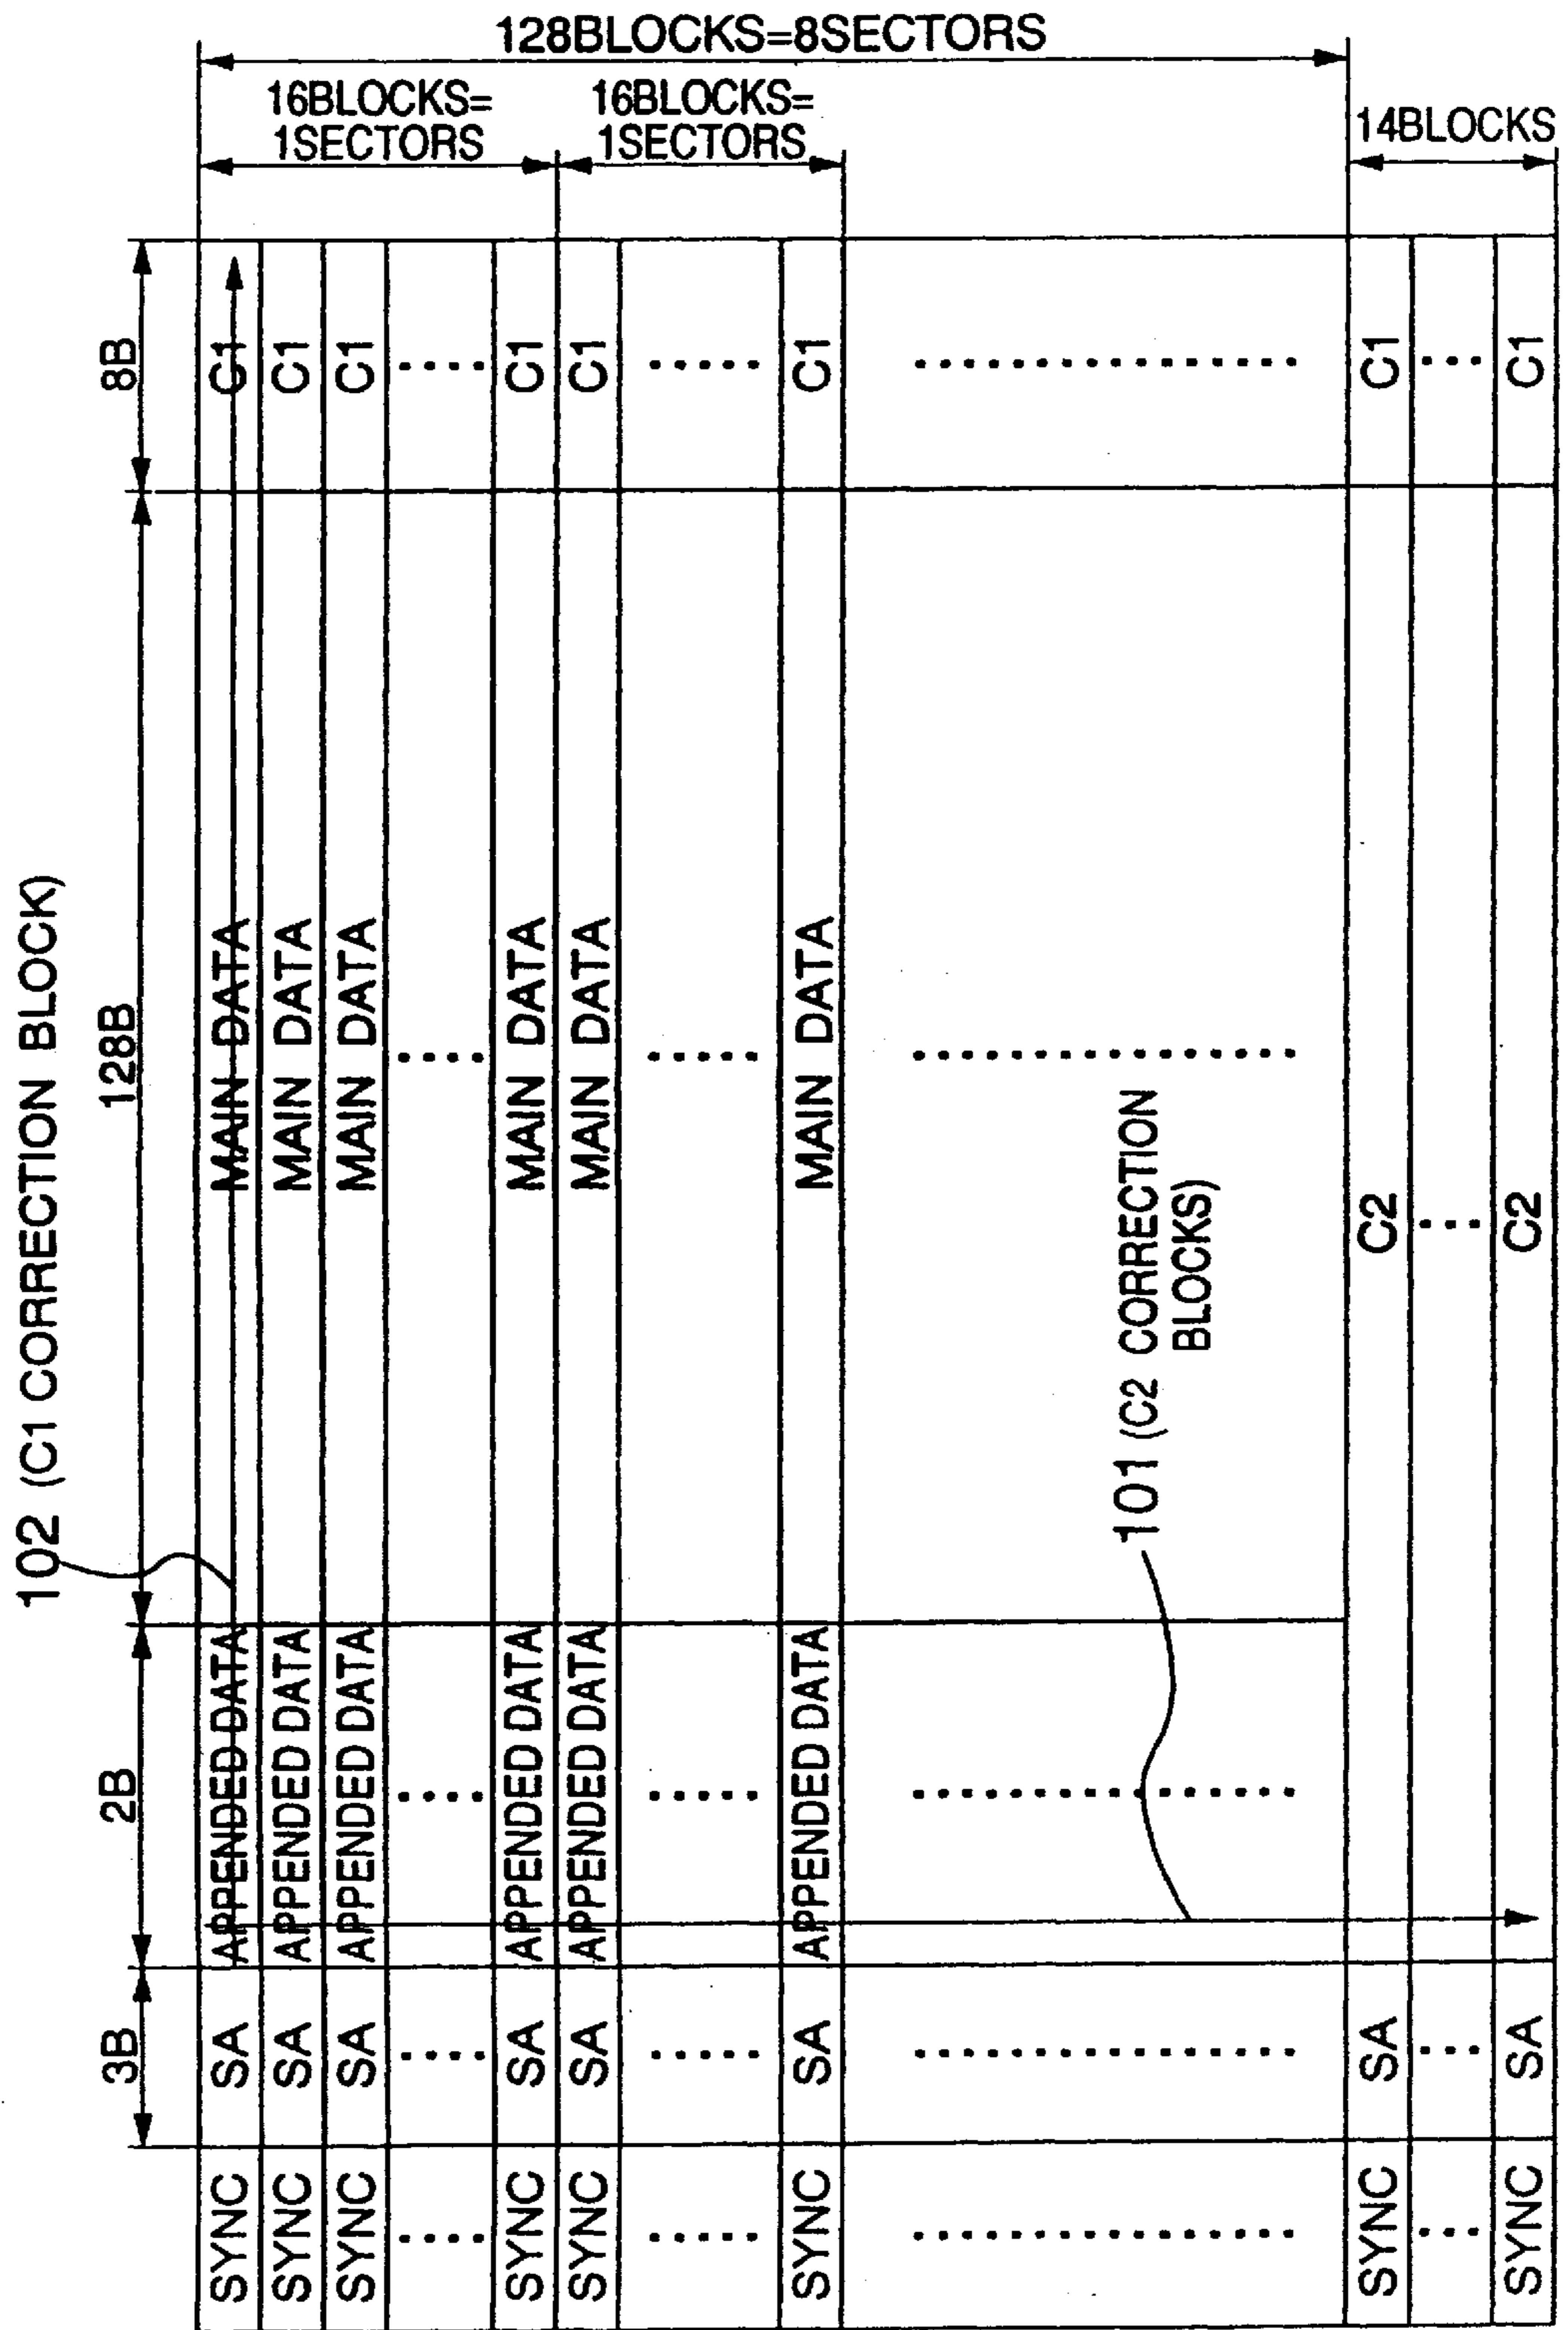 102 (C1 CORRECTION BLOCK)
3B 2B 128B 8B
SYNC SA APPENDED DATA MAIN DATA C1
SYNC SA APPENDED DATA MAIN DATA C1
SYNC SA APPENDED DATA MAIN DATA C1
SYNC SA APPENDED DATA MAIN DATA C1
SYNC SA APPENDED DATA MAIN DATA C1
SYNC SA APPENDED DATA MAIN DATA C1
101 (C2 CORRECTION
BLOCKS)
SYNC SA C2 C1
SYNC SA C2 C1
128BLOCKS=8SECTORS
16BLOCKS=
1SECTORS
16BLOCKS=
1SECTORS
14BLOCKS